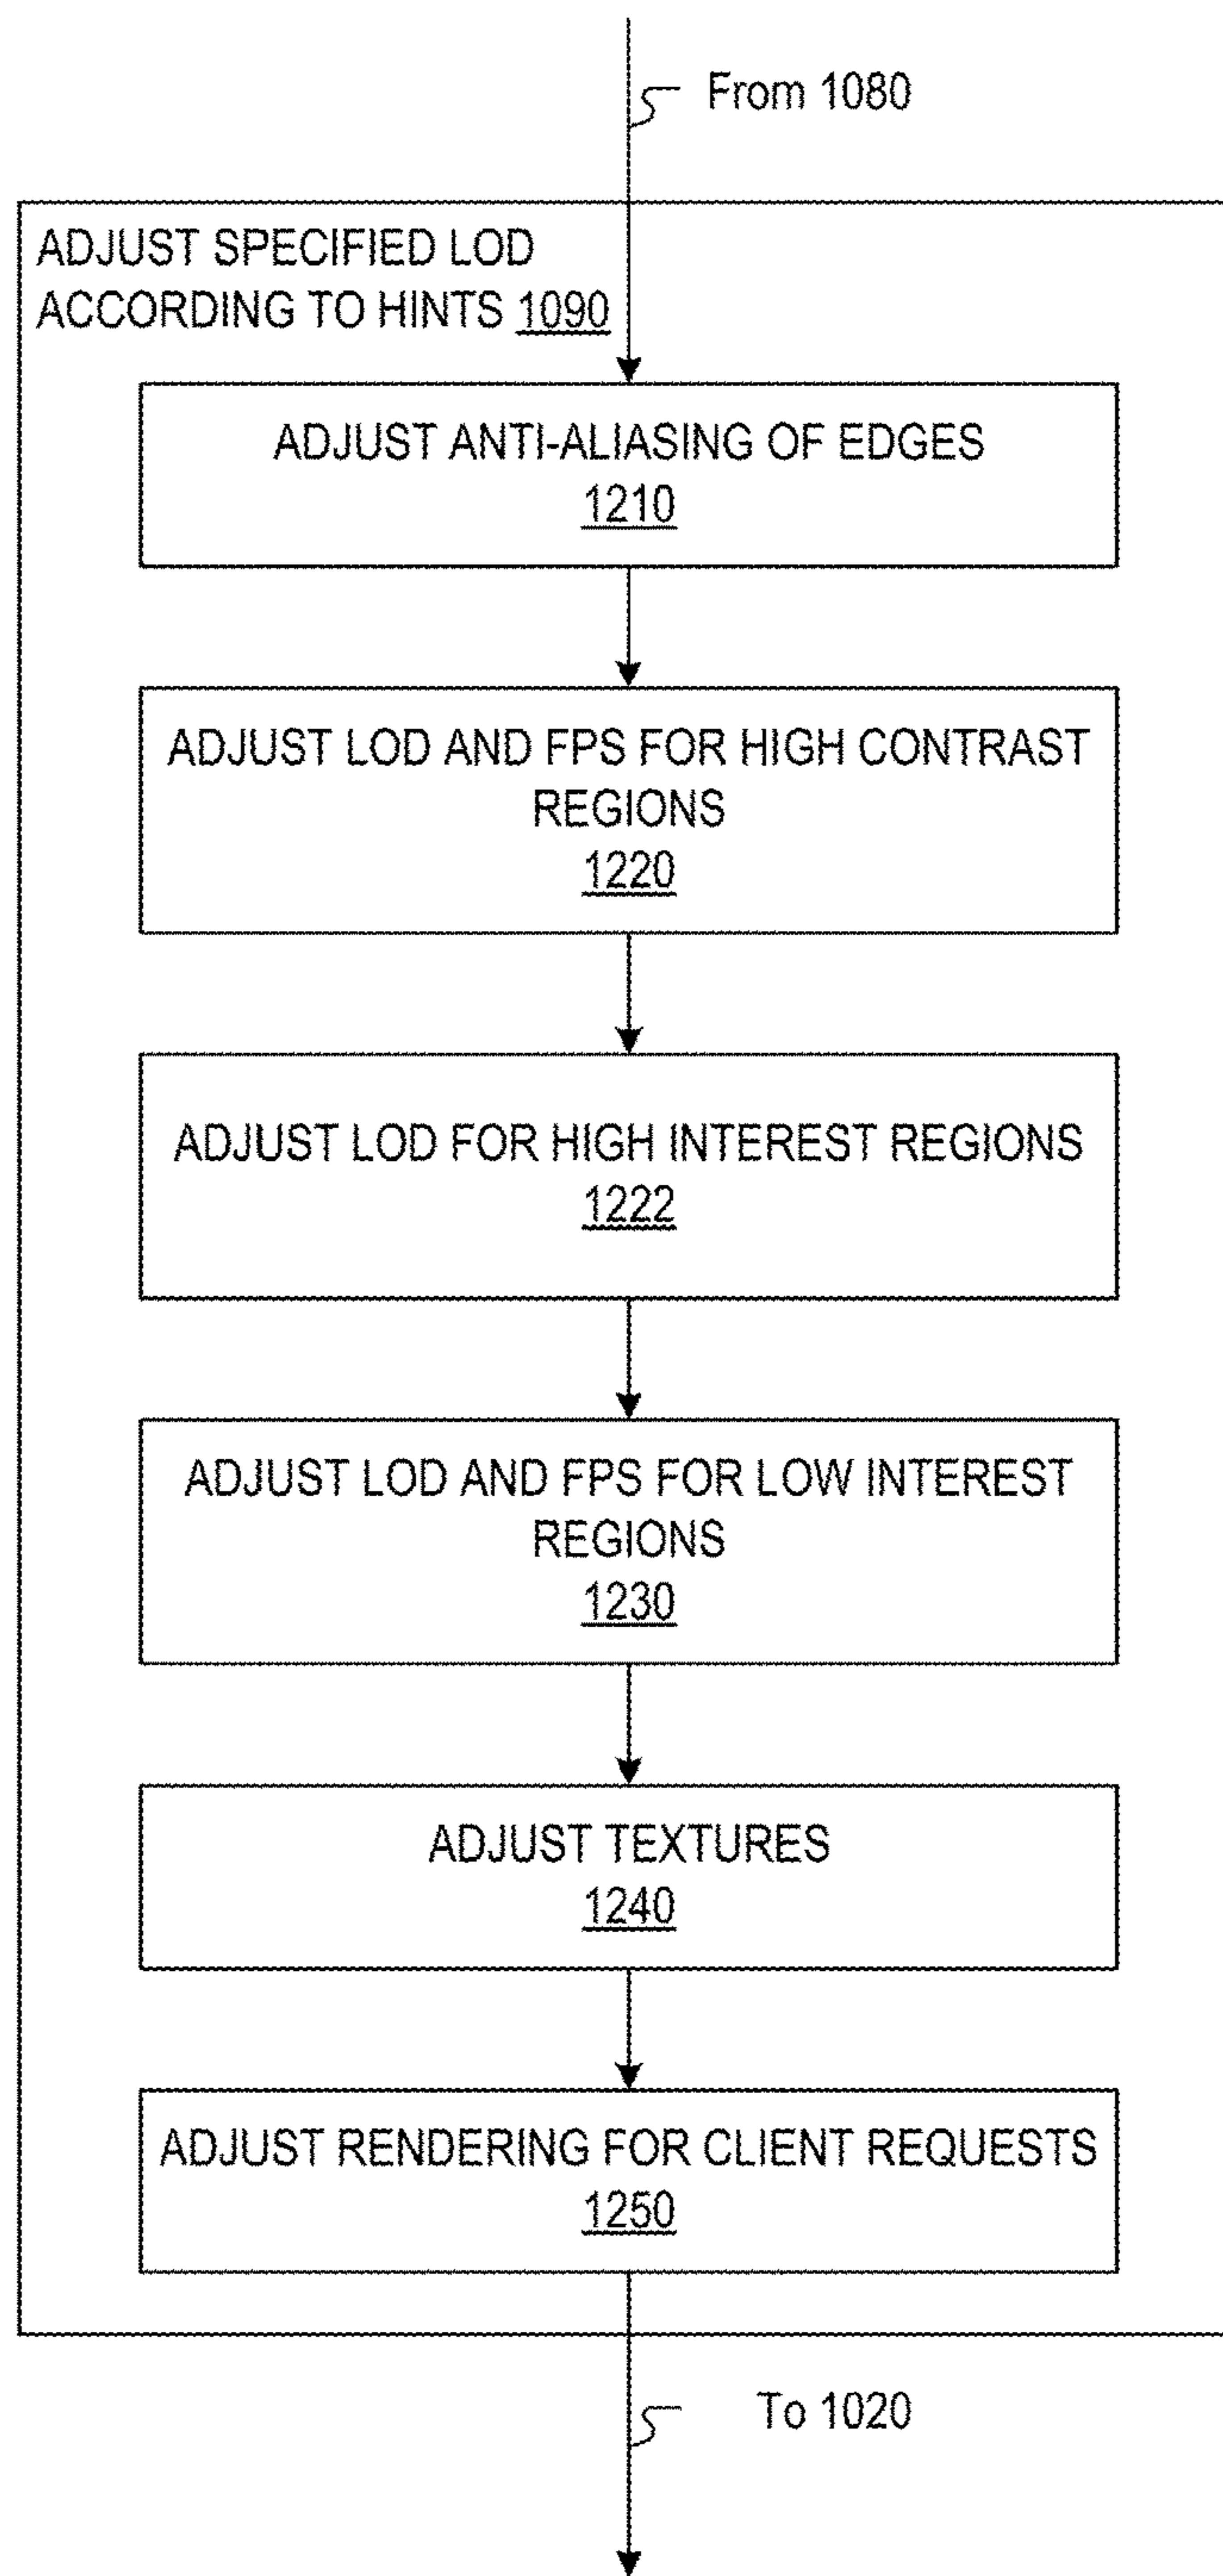 From 1080
ADJUST SPECIFIED LOD
ACCORDING TO HINTS 1090
ADJUST ANTI-ALIASING OF EDGES
1210
ADJUST LOD AND FPS FOR HIGH CONTRAST
REGIONS
1220
ADJUST LOD FOR HIGH INTEREST REGIONS
1222
ADJUST LOD AND FPS FOR LOW INTEREST
REGIONS
1230
ADJUST TEXTURES
1240
ADJUST RENDERING FOR CLIENT REQUESTS
1250
To 1020